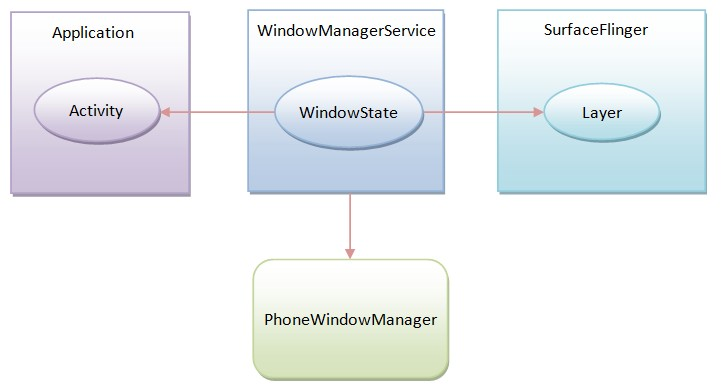 Application
WindowManagerService
SurfaceFlinger
Activity
WindowState
Layer
PhoneWindowManager